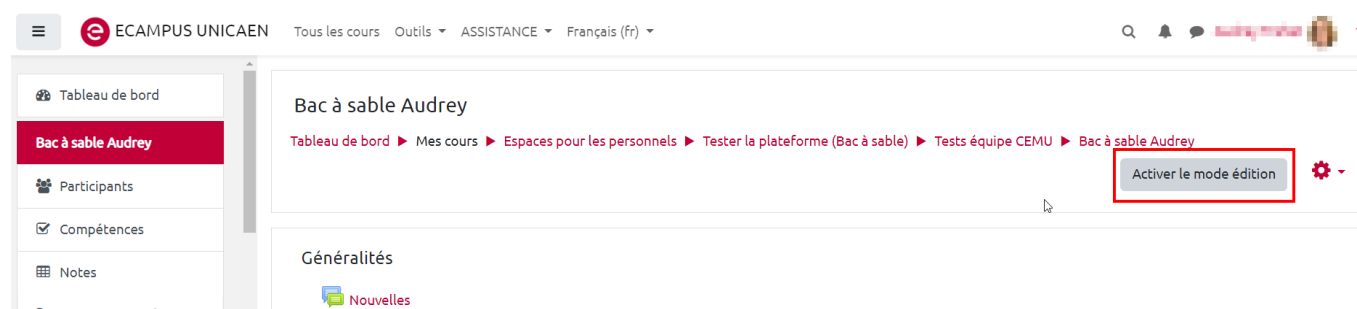 ECAMPUS UNICAEN Tous les cours Outils ASSISTANCE Français (fr)
Tableau de bord
Bac à sable Audrey
Participants
Compétences
Notes
Bac à sable Audrey
Tableau de bord ▶ Mes cours ▶ Espaces pour les personnels ▶ Tester la plateforme (Bac à sable) ▶ Tests équipe CEMU ▶ Bac à sable Audrey
Activer le mode édition
Généralités
Nouvelles